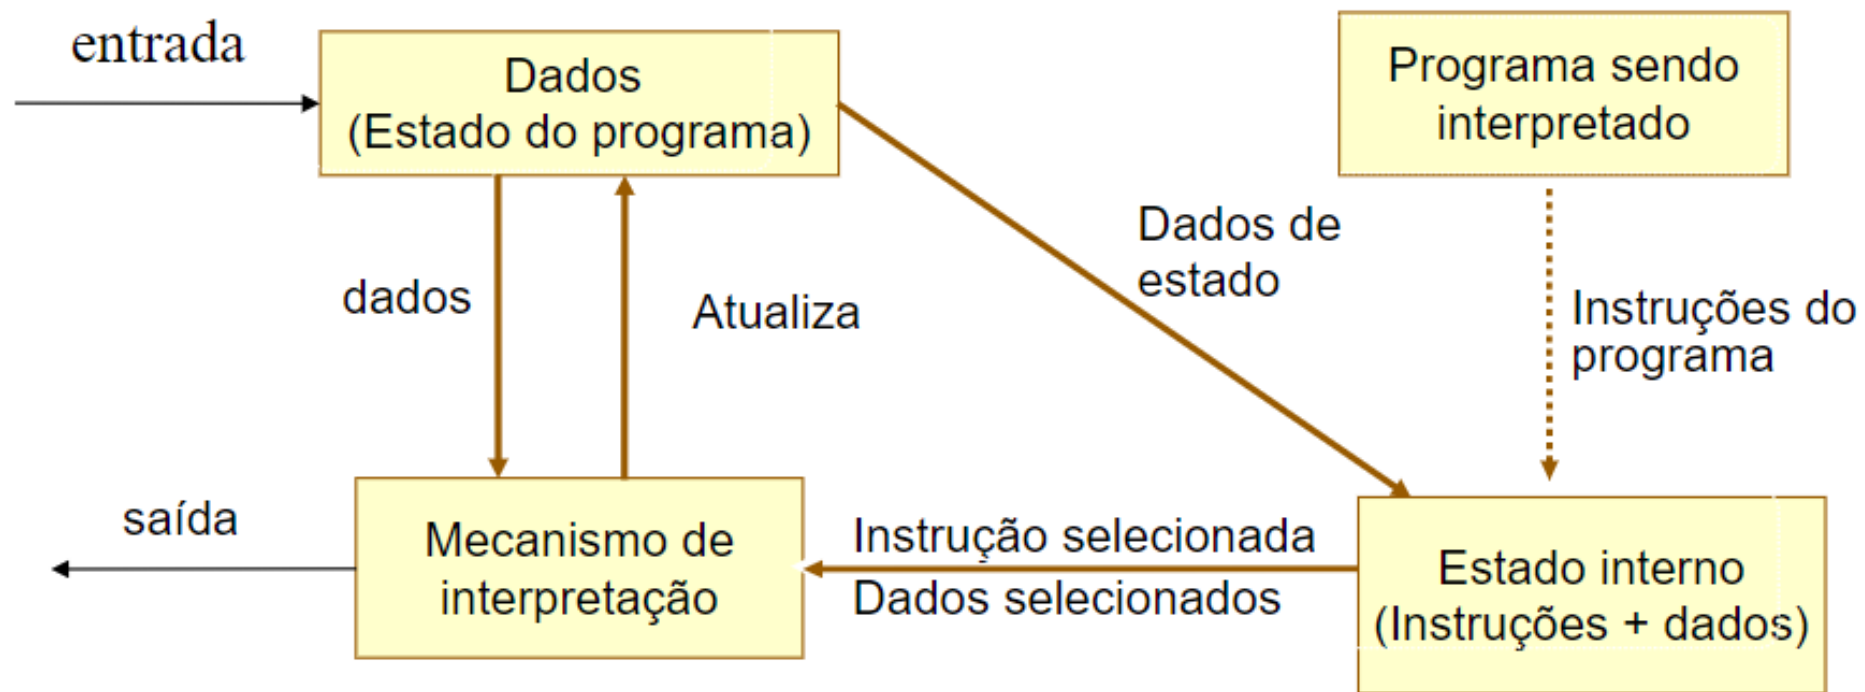 entrada
Dados
(Estado do programa)
Programa sendo
interpretado
dados
Atualiza
Dados de
estado
Instruções do
programa
saída
Mecanismo de
interpretação
Instrução selecionada
Dados selecionados
Estado interno
(Instruções + dados)